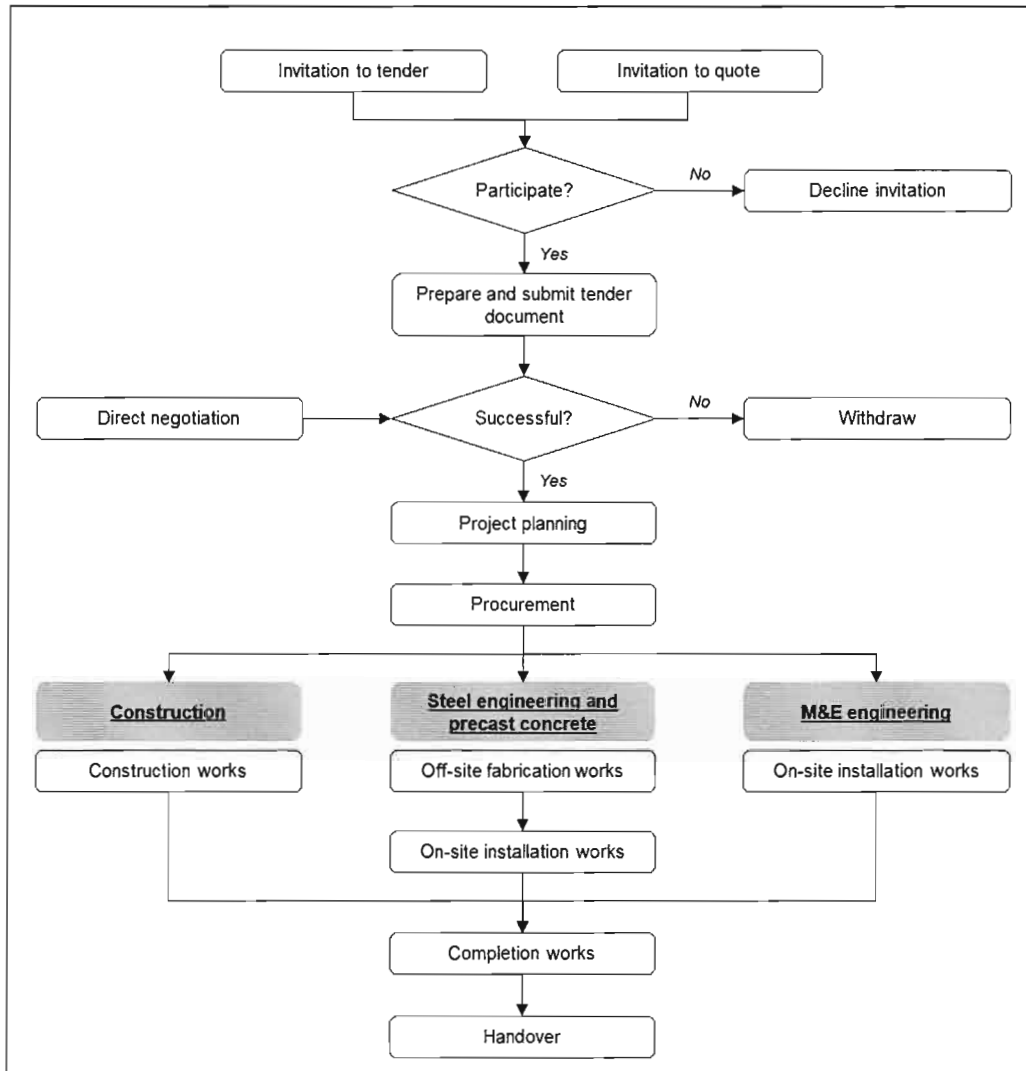 Invitation to tender
Invitation to quote
Participate?
No
Decline invitation
Yes
Prepare and submit tender
document
Direct negotiation
Successful?
No
Withdraw
Yes
Project planning
Procurement
Construction
Steel engineering and
precast concrete
M&E engineering
Construction works
Off-site fabrication works
On-site installation works
On-site installation works
Completion works
Handover